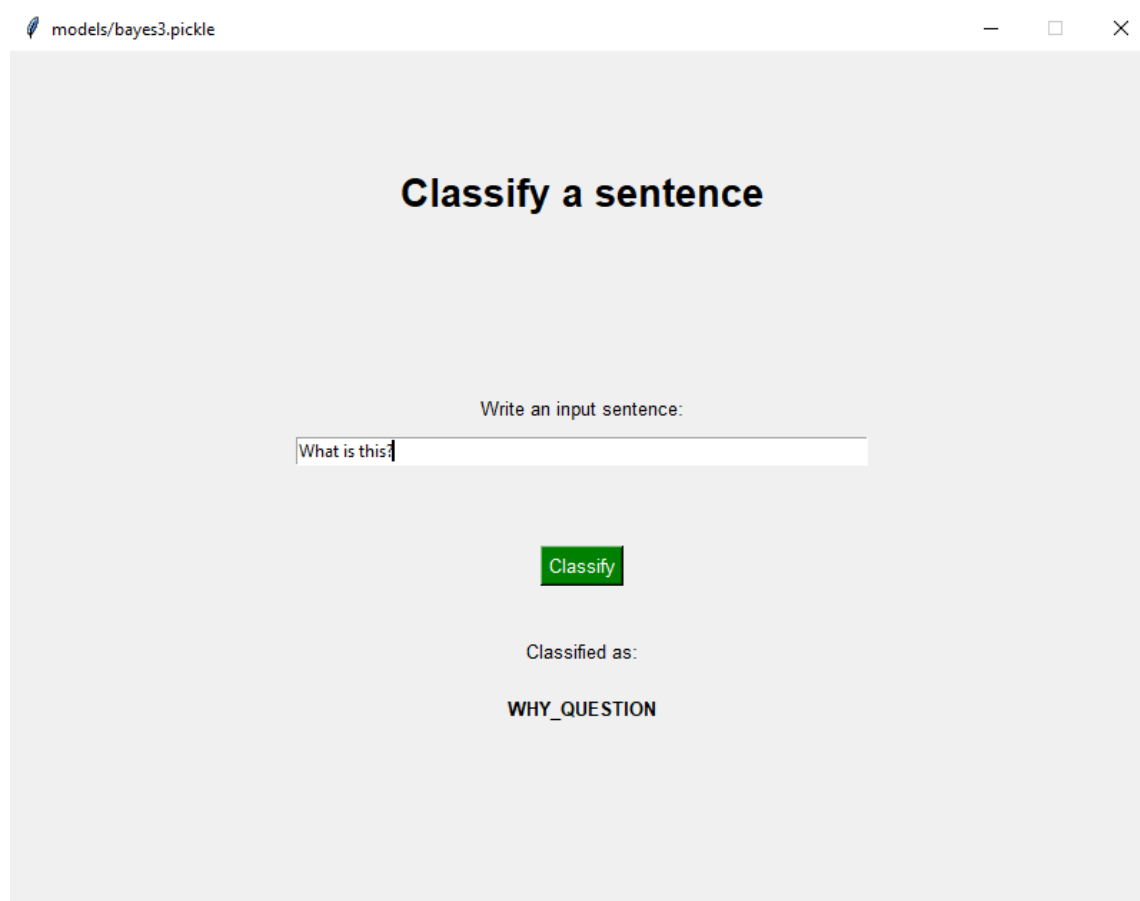 models/bayes3.pickle
Classify a sentence
Write an input sentence:
What is this?
Classify
Classified as:
WHY_QUESTION